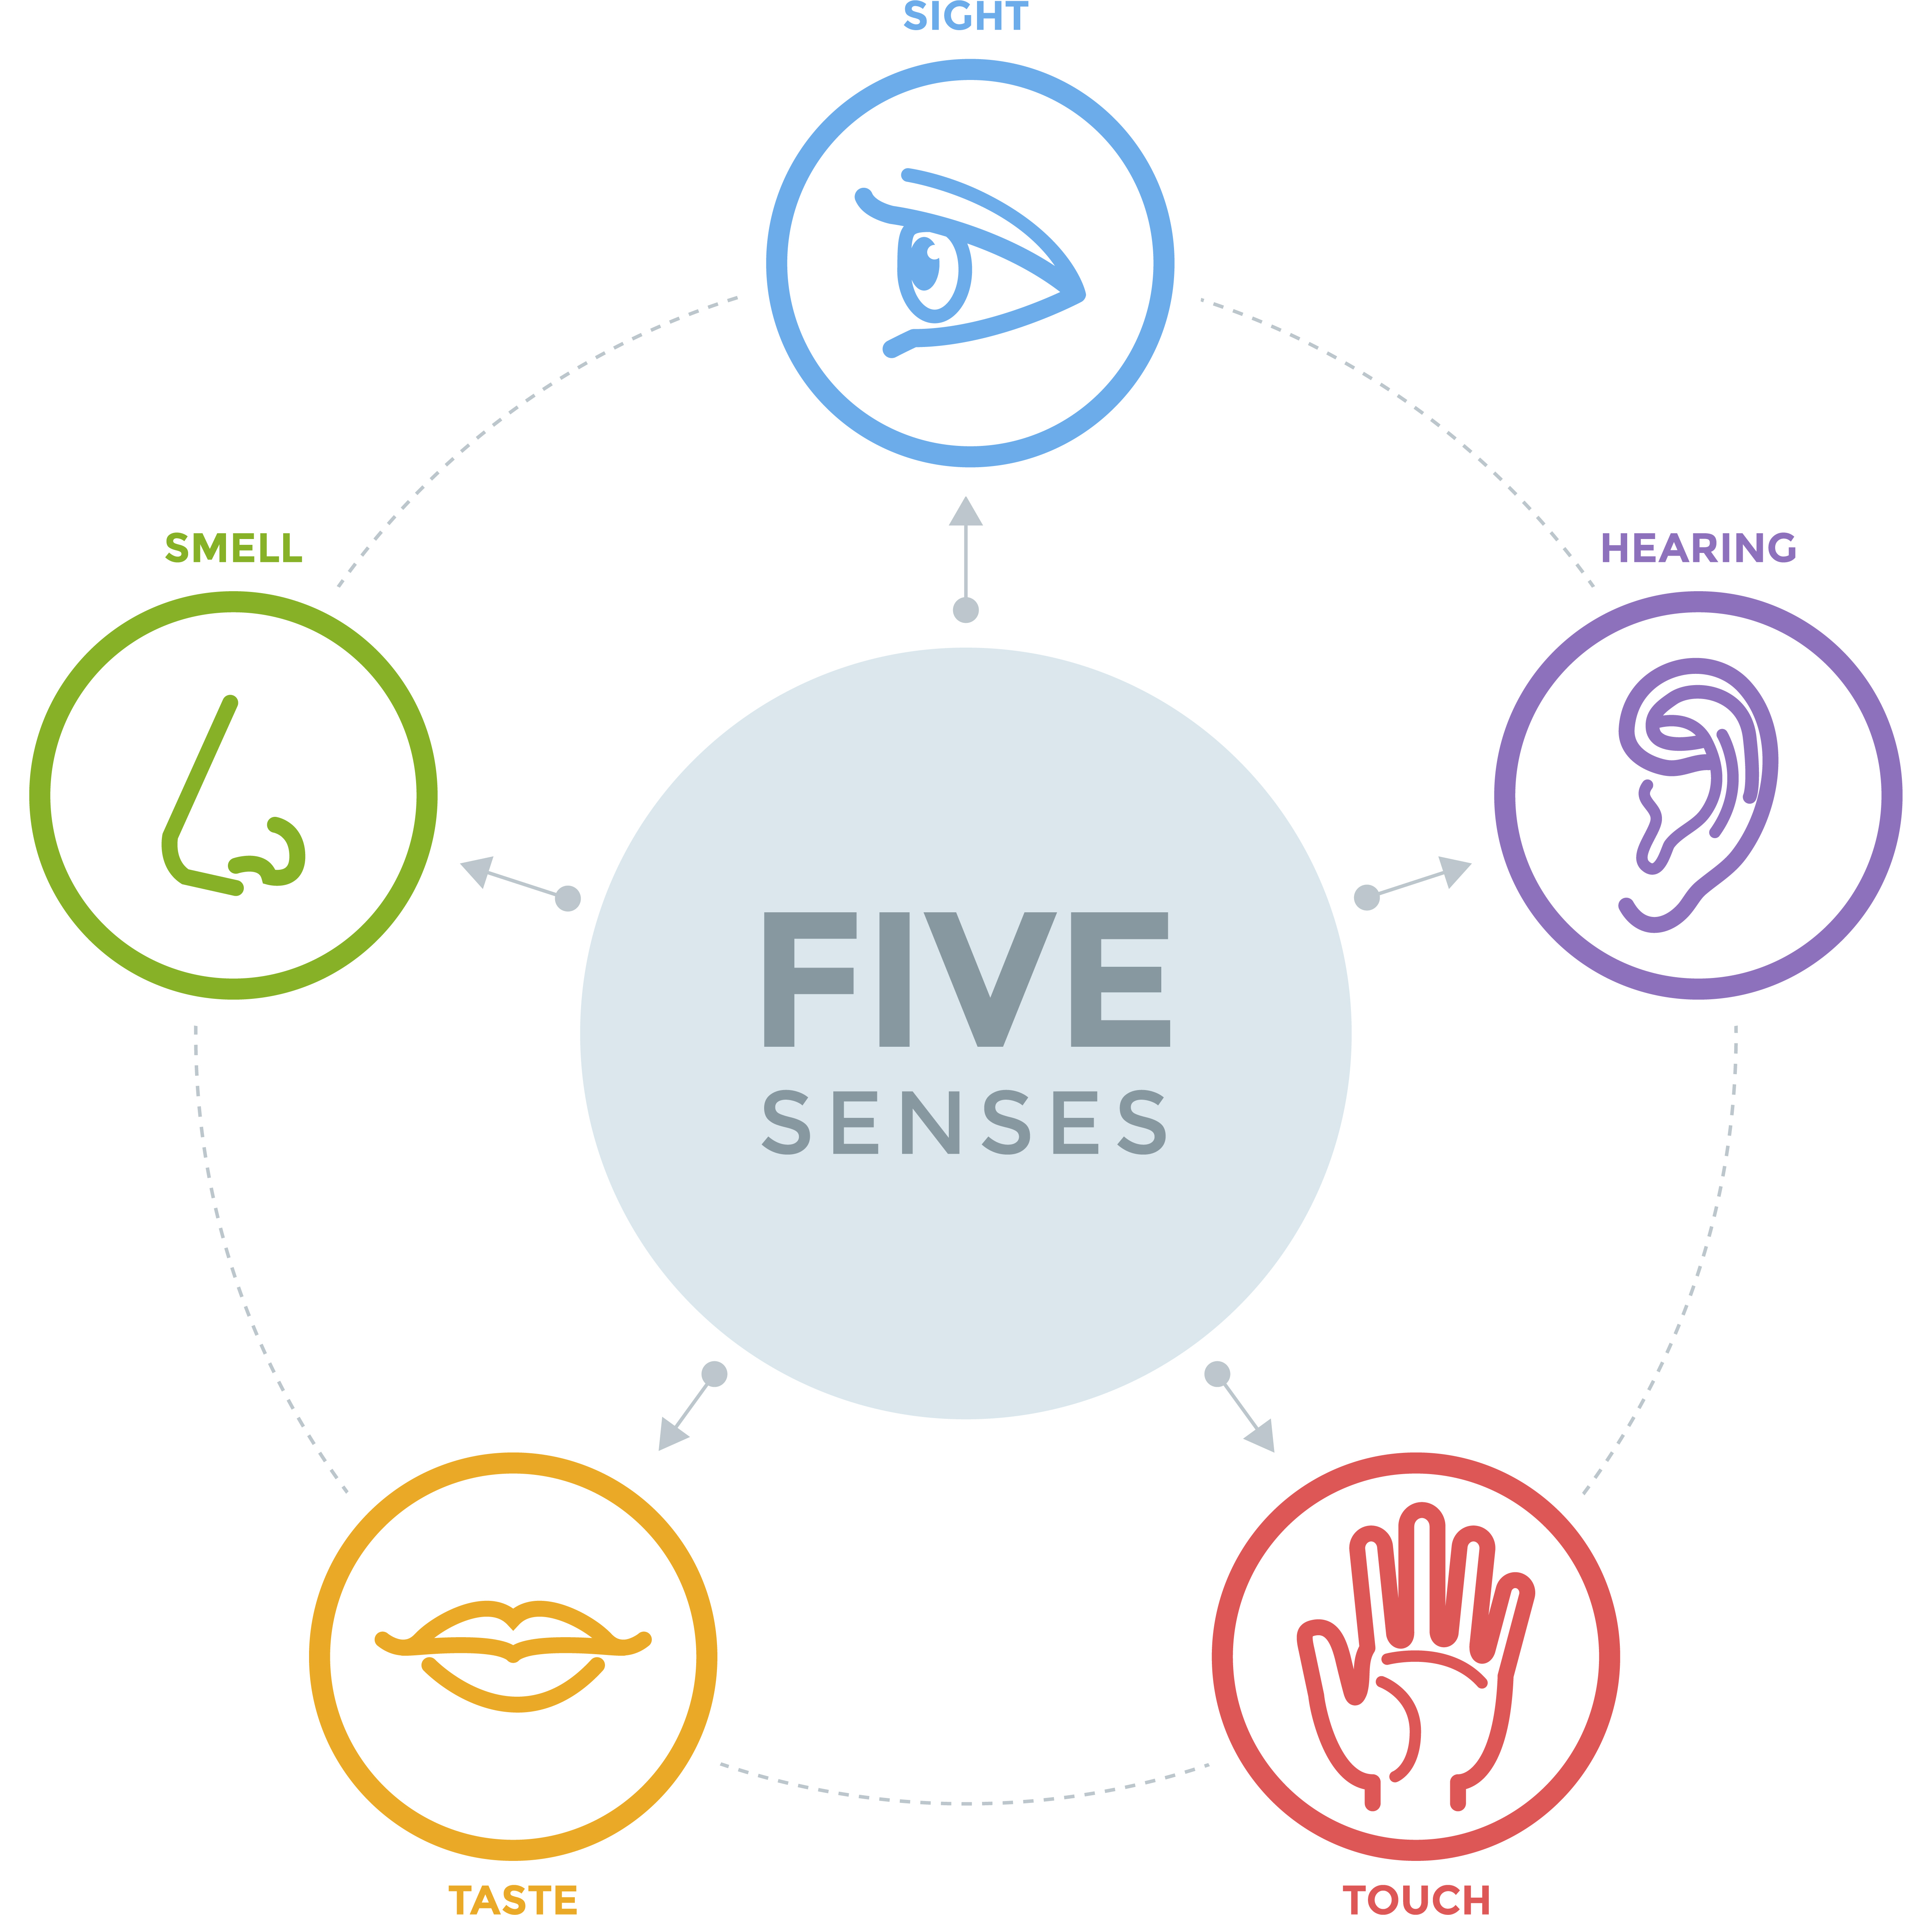 SIGHT
SMELL
HEARING
FIVE
SENSES
TASTE
TOUCH